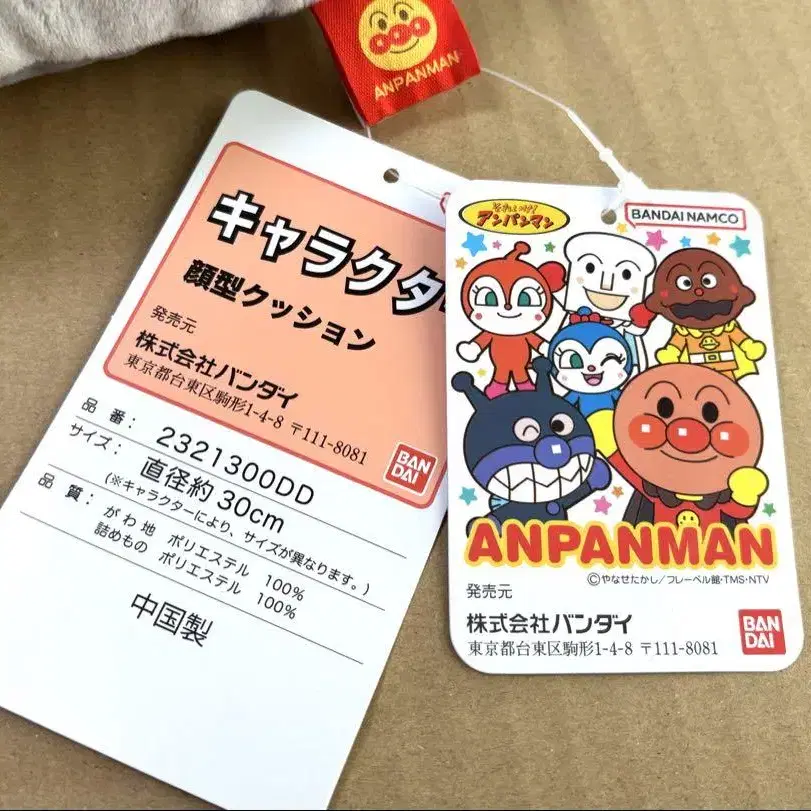 ANPANMAN
キャラクター
顔型クッション
発売元
株式会社バンダイ
東京都台東区駒形1-4-8 〒111-8081
BANDAI
品番: 2321300DD
サイズ: 直径約30cm
(※キャラクターにより、サイズが異なります。)
品質: がわ地 ポリエステル 100%
詰めもの ポリエステル 100%
中国製
それいけ!
アンパンマン
BANDAI NAMCO
ANPANMAN
©やなせたかし/フレーベル館・TMS・NTV
発売元
株式会社バンダイ
東京都台東区駒形1-4-8 〒111-8081
BANDAI